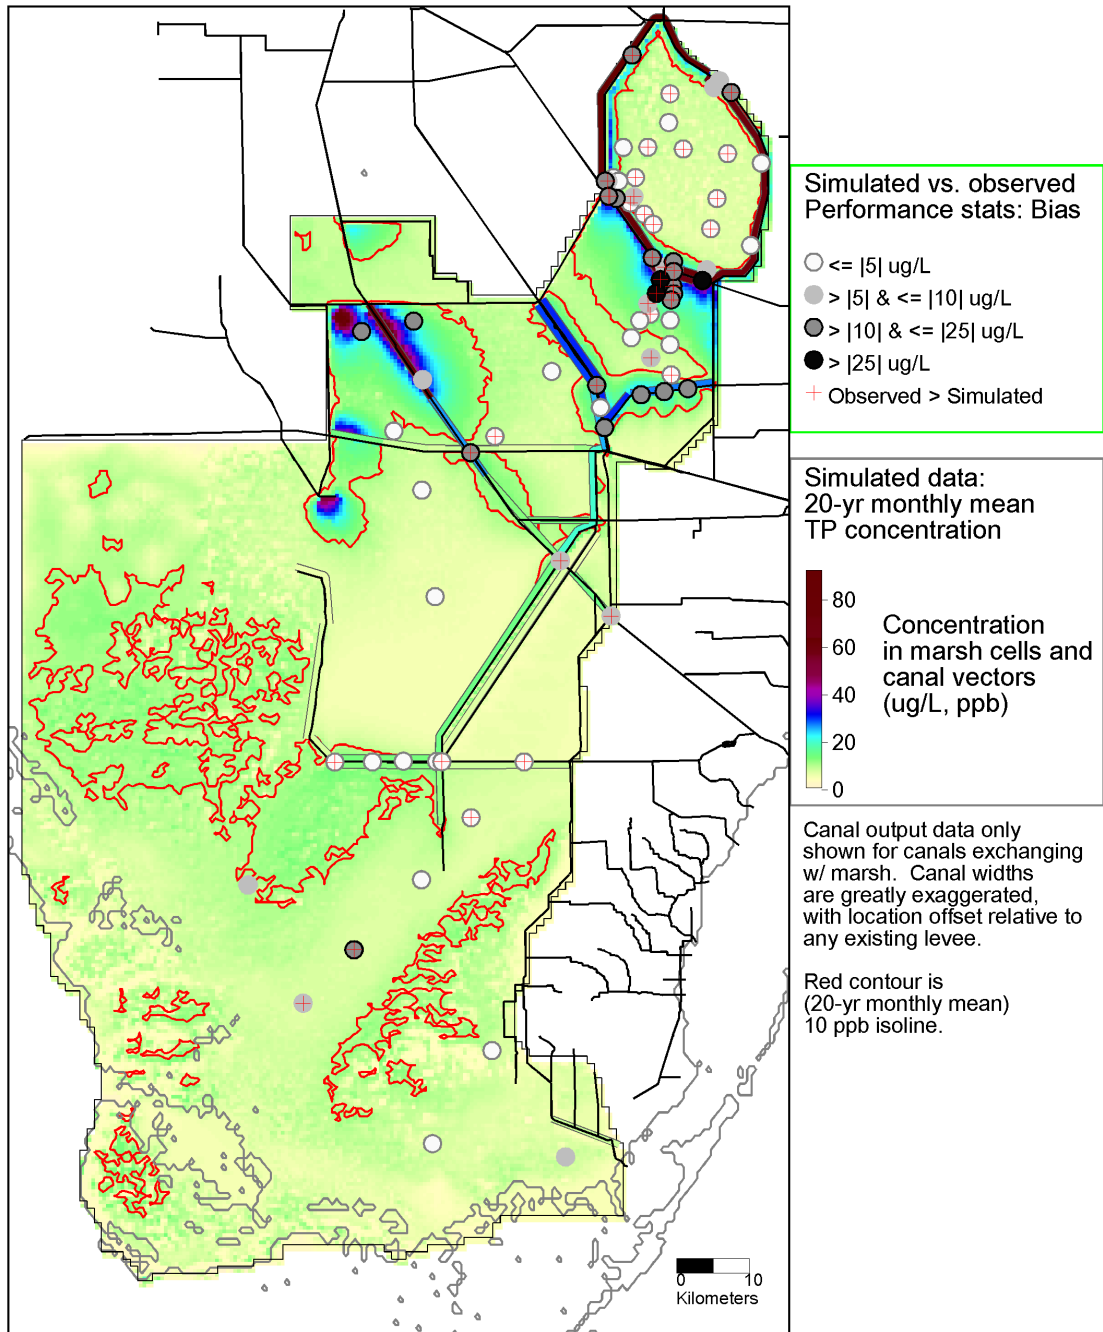 Simulated vs. observed
Performance stats: Bias
<= |5| ug/L
> |5| & <= |10| ug/L
> |10| & <= |25| ug/L
> |25| ug/L
Observed > Simulated
Simulated data:
20-yr monthly mean
TP concentration
80
60
40
20
0
Concentration
in marsh cells and
canal vectors
(ug/L, ppb)
Canal output data only
shown for canals exchanging
w/ marsh. Canal widths
are greatly exaggerated,
with location offset relative to
any existing levee.
Red contour is
(20-yr monthly mean)
10 ppb isoline.
0 10
Kilometers